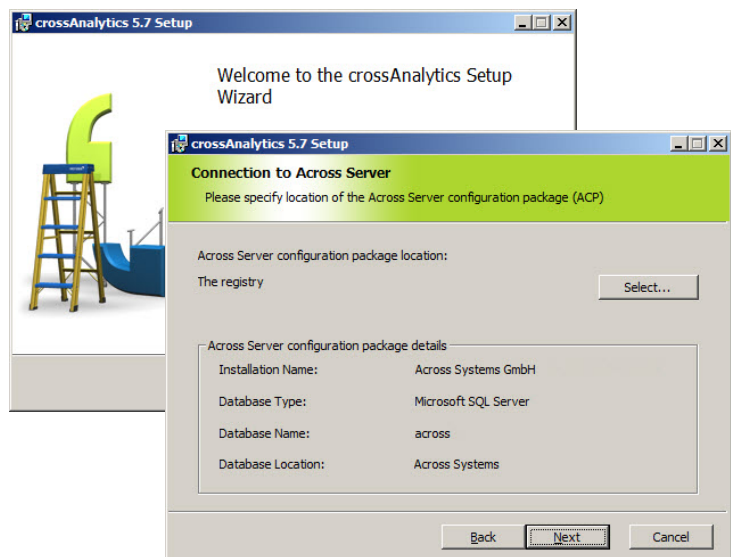 crossAnalytics 5.7 Setup
Welcome to the crossAnalytics Setup
Wizard
crossAnalytics 5.7 Setup
Connection to Across Server
Please specify location of the Across Server configuration package (ACP)
Across Server configuration package location:
The registry
Select...
Across Server configuration package details
Installation Name: Across Systems GmbH
Database Type: Microsoft SQL Server
Database Name: across
Database Location: Across Systems
Back Next Cancel